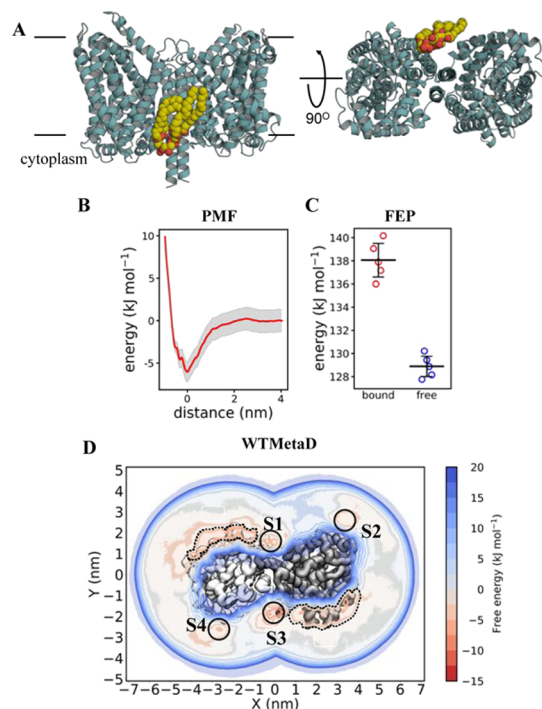 A
cytoplasm
90O
B
PMF
C
FEP
energy (kJ mol−1)
10
5
0
-5
0
2
4
distance (nm)
energy (kJ mol−1)
140
138
136
134
132
130
128
bound
free
D
WTMetaD
Y (nm)
5
4
3
2
1
0
−1
−2
−3
−4
−5
S1
S2
S3
S4
−7−6−5−4−3−2−1 0 1 2 3 4 5 6 7
X (nm)
20
15
10
5
0
−5
−10
−15
Free energy (kJ mol−1)